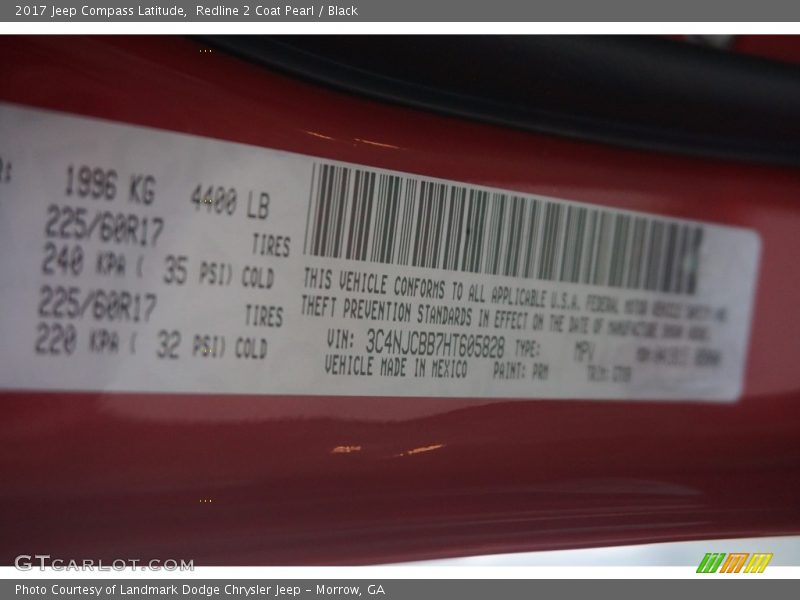 2017 Jeep Compass Latitude,  Redline 2 Coat Pearl / Black
1996 KG 4400 LB
225/60R17 TIRES
240 KPA ( 35 PSI) COLD
225/60R17 TIRES
220 KPA ( 32 PSI) COLD
THIS VEHICLE CONFORMS TO ALL APPLICABLE U.S.A. FEDERAL MOTOR VEHICLE SAFETY AND
THEFT PREVENTION STANDARDS IN EFFECT ON THE DATE OF MANUFACTURE SHOWN ABOVE.
VIN: 3C4NJCBB7HT605828 TYPE: MPV
VEHICLE MADE IN MEXICO PAINT: PRM TRIM:
GTcarlot.com
Photo Courtesy of Landmark Dodge Chrysler Jeep - Morrow, GA